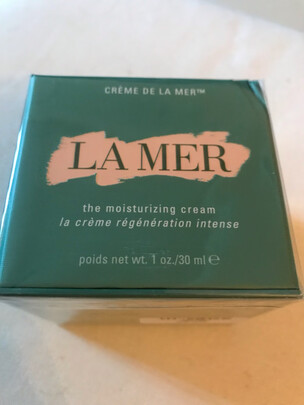 CRÈME DE LA MER™
LA MER
the moisturizing cream
la crème régénération intense
poids net wt. 1 oz./30 ml ℮